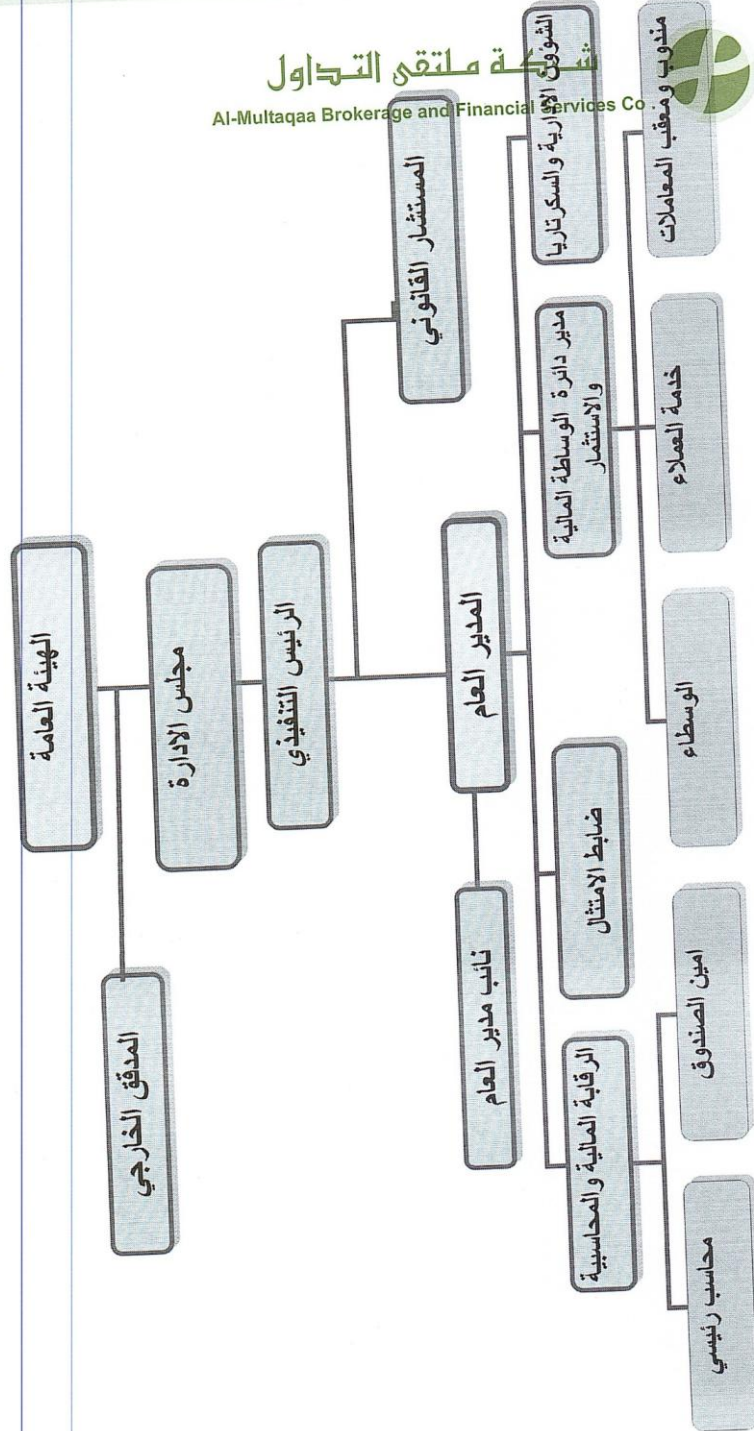 شركة ملتقى التداول
Al-Multaqaa Brokerage and Financial Services Co.
الهيئة العامة
المدقق الخارجي
مجلس الادارة
الرئيس التنفيذي
المستشار القانوني
المدير العام
نائب مدير العام
الشؤون الادارية والسكرتاريا
مدير دائرة الوساطة المالية
والاستثمار
ضابط الامتثال
الرقابة المالية والمحاسبية
مندوب ومعقب المعاملات
خدمة العملاء
الوسطاء
امين الصندوق
محاسب رئيسي